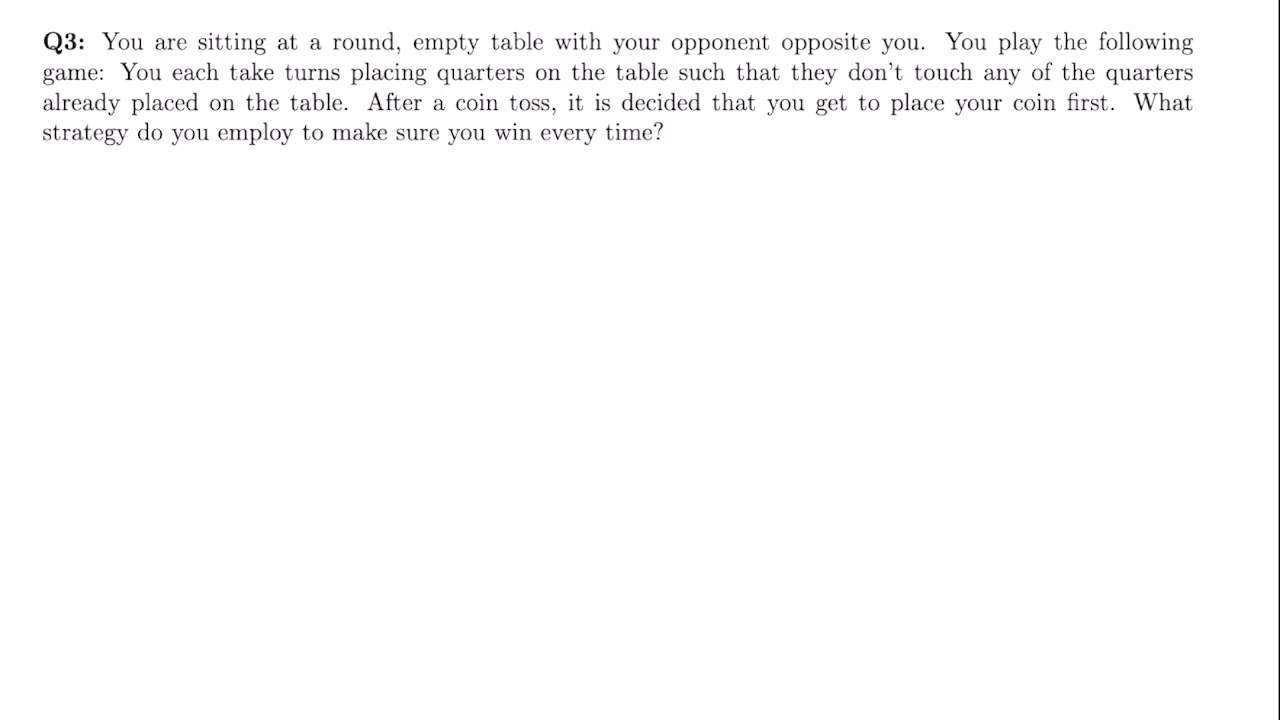 Q3: You are sitting at a round, empty table with your opponent opposite you. You play the following
game: You each take turns placing quarters on the table such that they don't touch any of the quarters
already placed on the table. After a coin toss, it is decided that you get to place your coin first. What
strategy do you employ to make sure you win every time?